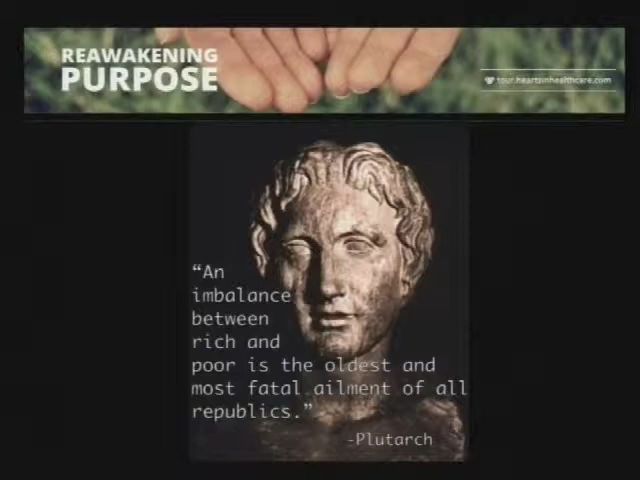 REAWAKENING
PURPOSE
tour.heartsinhealthcare.com
“An
imbalance
between
rich and
poor is the oldest and
most fatal ailment of all
republics.”
-Plutarch